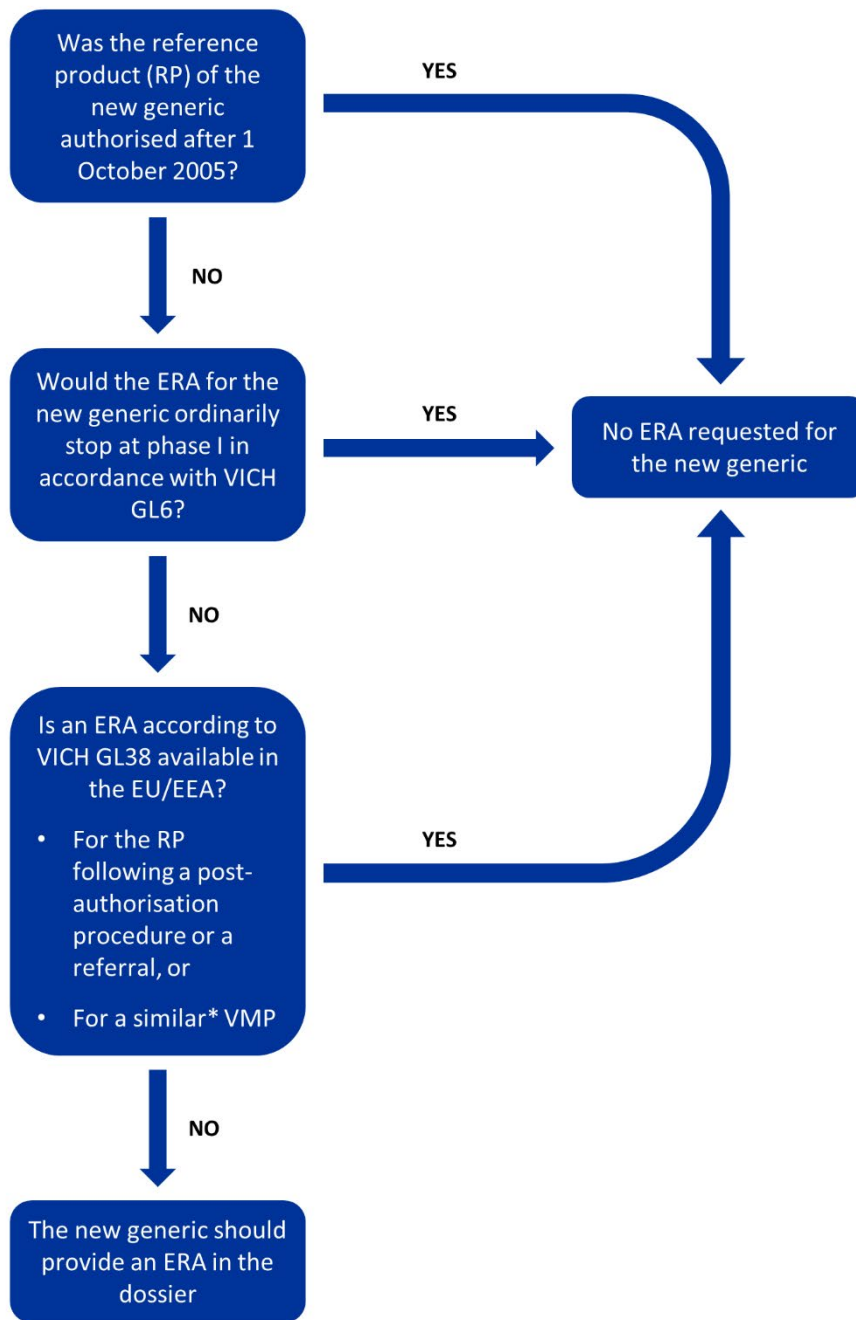 Was the reference
product (RP) of the
new generic
authorised after 1
October 2005?
YES
NO
Would the ERA for the
new generic ordinarily
stop at phase I in
accordance with VICH
GL6?
YES
No ERA requested for
the new generic
NO
Is an ERA according to
VICH GL38 available in
the EU/EEA?
• For the RP
following a post-
authorisation
procedure or a
referral, or
• For a similar* VMP
YES
NO
The new generic should
provide an ERA in the
dossier